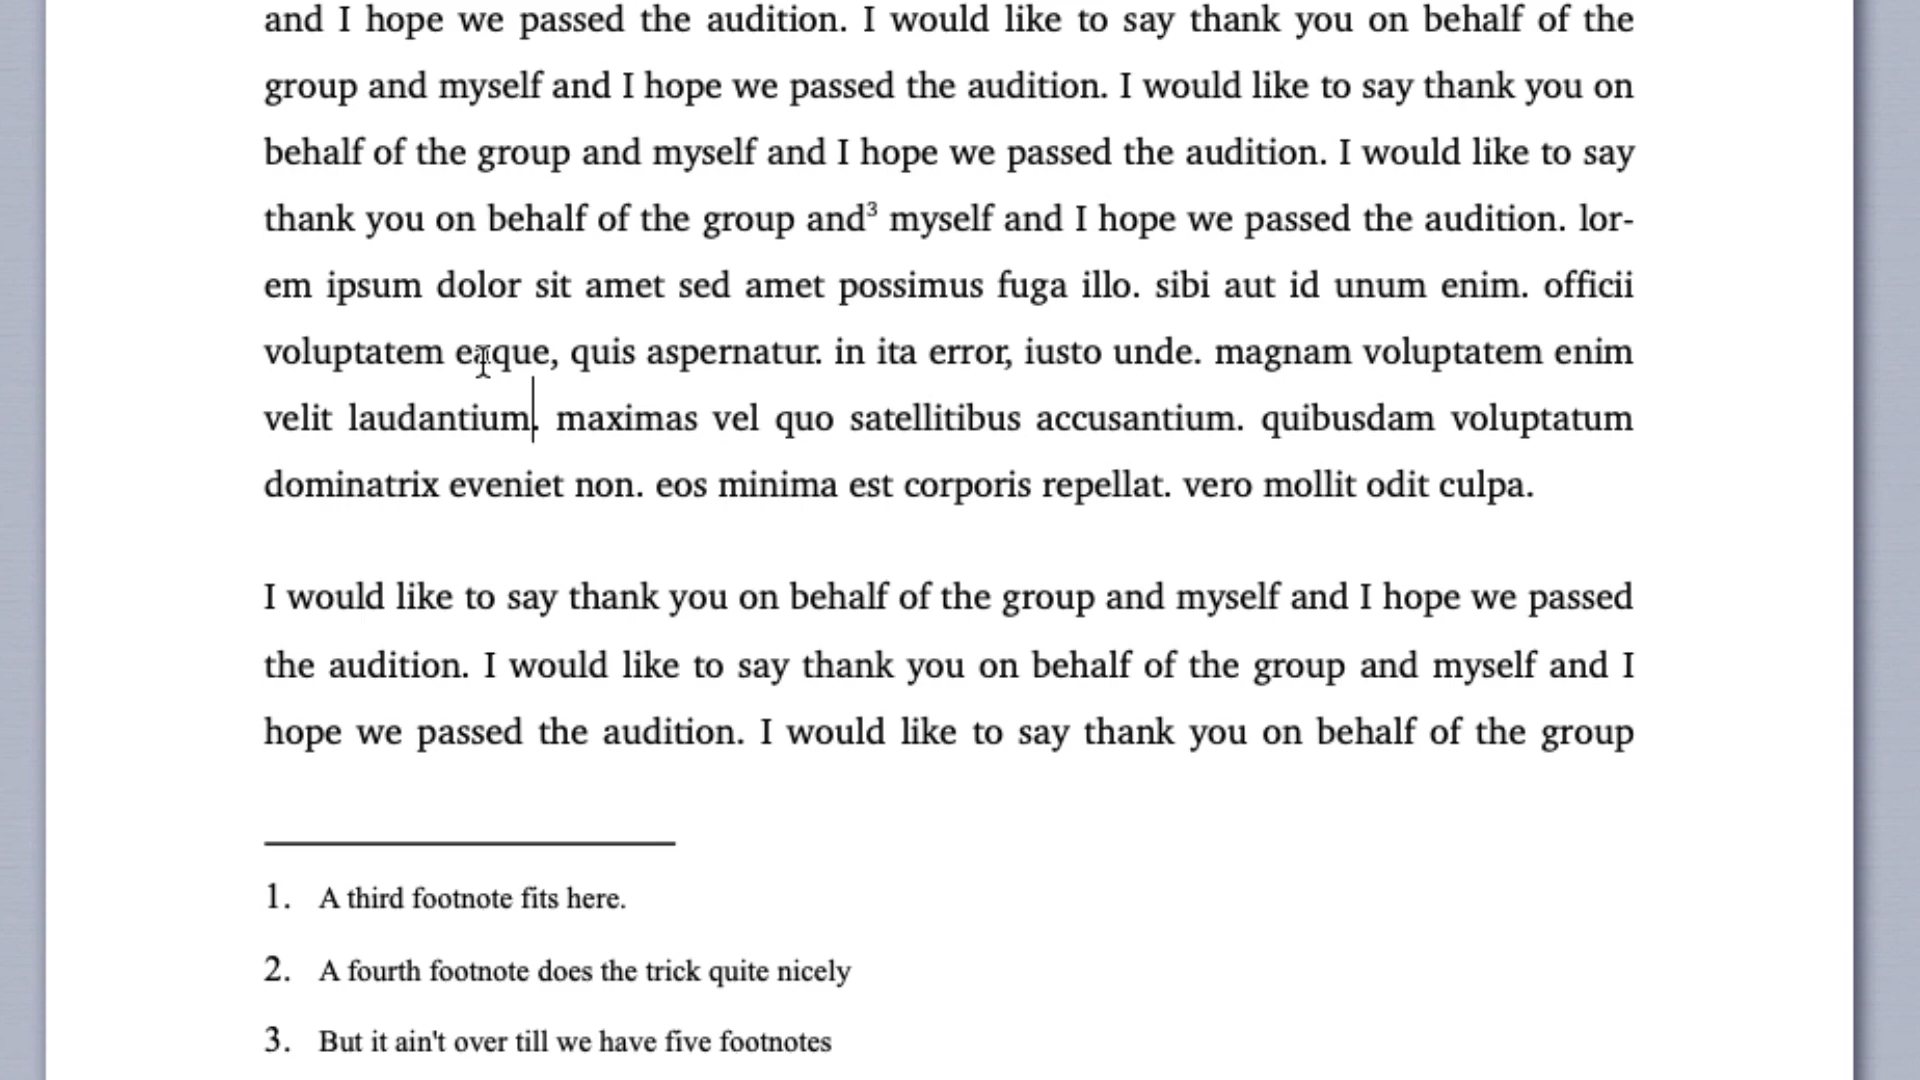 and I hope we passed the audition. I would like to say thank you on behalf of the
group and myself and I hope we passed the audition. I would like to say thank you on
behalf of the group and myself and I hope we passed the audition. I would like to say
thank you on behalf of the group and³ myself and I hope we passed the audition. lor-
em ipsum dolor sit amet sed amet possimus fuga illo. sibi aut id unum enim. officii
voluptatem eaque, quis aspernatur. in ita error, iusto unde. magnam voluptatem enim
velit laudantium. maximas vel quo satellitibus accusantium. quibusdam voluptatum
dominatrix eveniet non. eos minima est corporis repellat. vero mollit odit culpa.
I would like to say thank you on behalf of the group and myself and I hope we passed
the audition. I would like to say thank you on behalf of the group and myself and I
hope we passed the audition. I would like to say thank you on behalf of the group
1. A third footnote fits here.
2. A fourth footnote does the trick quite nicely
3. But it ain't over till we have five footnotes